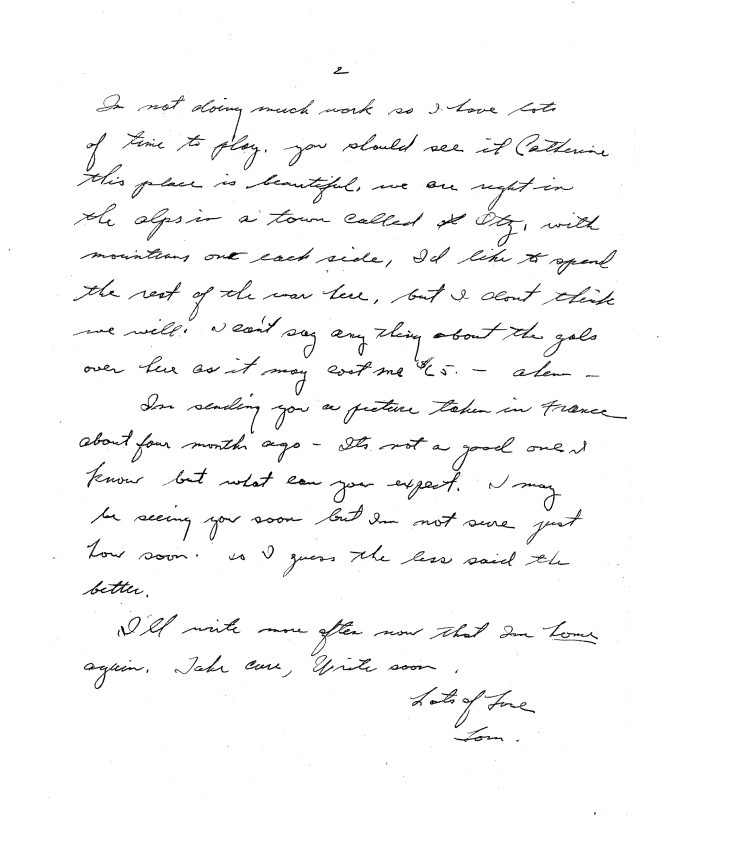 2
Im not doing much work so I have lots
of time to play. you should see it Catherine
this place is beautiful. we are right in
the alps in a town called Otz, with
mountians on each side, I'd like to spend
the rest of the war here, but I dont think
we will. I can't say any thing about the gals
over here as it may cost me $65. - ahem -
Im sending you a picture taken in France
about four months ago - Its not a good one I
know but what can you expect. I may
be seeing you soon but Im not sure just
how soon. so I guess the less said the
better.
I'll write more often now that Im home
again. Take care, Write soon.
Lots of Love
Tom.